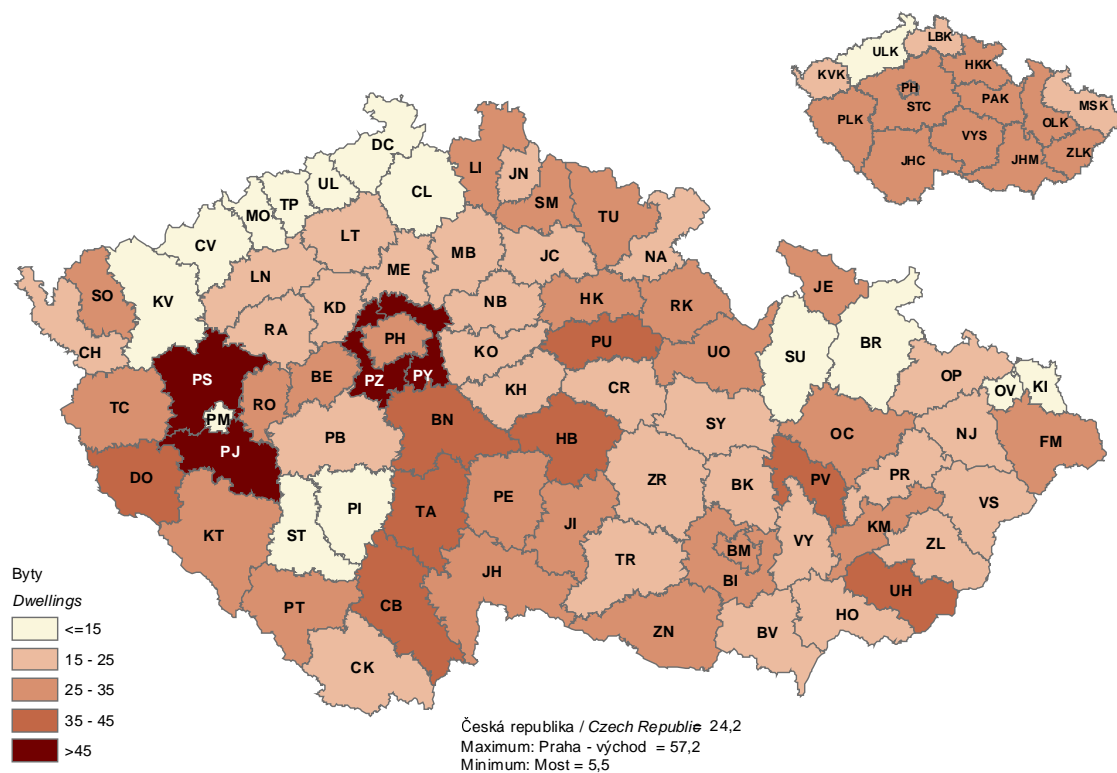 LBK
ULK
HKK
KVK
PH
PAK
STC
MSK
PLK
OLK
VYS
ZLK
JHC
JHM
DC
LI
UL
JN
CL
TP
SM
MO
TU
CV
LT
MB
JC
NA
ME
LN
SO
JE
KV
NB
HK
KD
RK
RA
PH
PU
BR
CH
KO
UO
SU
PS
PZ
PY
BE
OP
KI
KH
CR
OV
RO
TC
PM
BN
SY
OC
NJ
HB
FM
PB
PJ
PR
DO
ZR
PV
BK
VS
PE
TA
PI
ST
KT
JI
KM
BM
VY
ZL
TR
BI
JH
UH
CB
PT
HO
ZN
BV
CK
Byty
Dwellings
<=15
15 - 25
25 - 35
35 - 45
>45
Česká republika / Czech Republic = 24,2
Maximum: Praha - východ = 57,2
Minimum: Most = 5,5